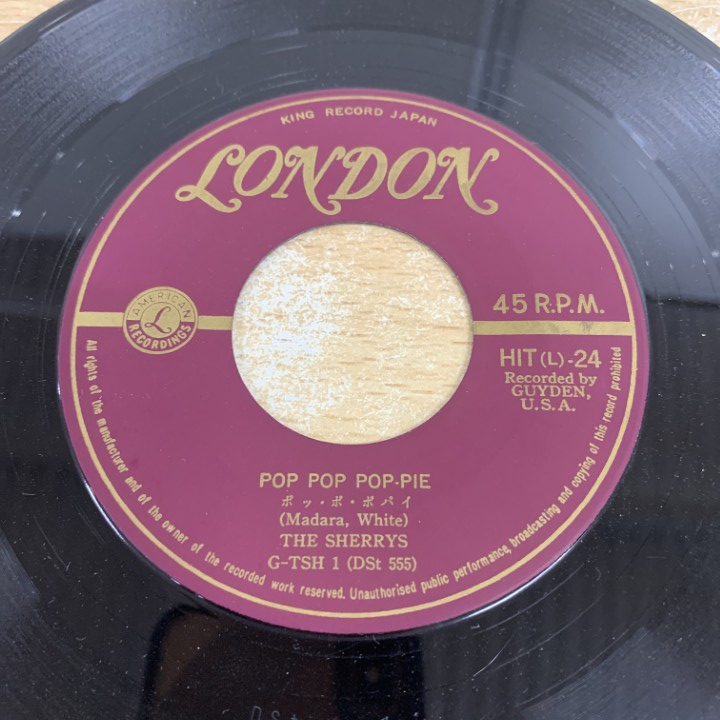 KING RECORD JAPAN
LONDON
AMERICAN
L
RECORDINGS
45 R.P.M.
HIT(L)-24
Recorded by
GUYDEN,
U.S.A.
POP POP POP-PIE
ポッ・ポ・ポパイ
(Madara, White)
THE SHERRYS
G-TSH 1 (DSt 555)
All rights of the manufacturer and of the owner of the recorded work reserved. Unauthorised public performance, broadcasting and copying of this record prohibited